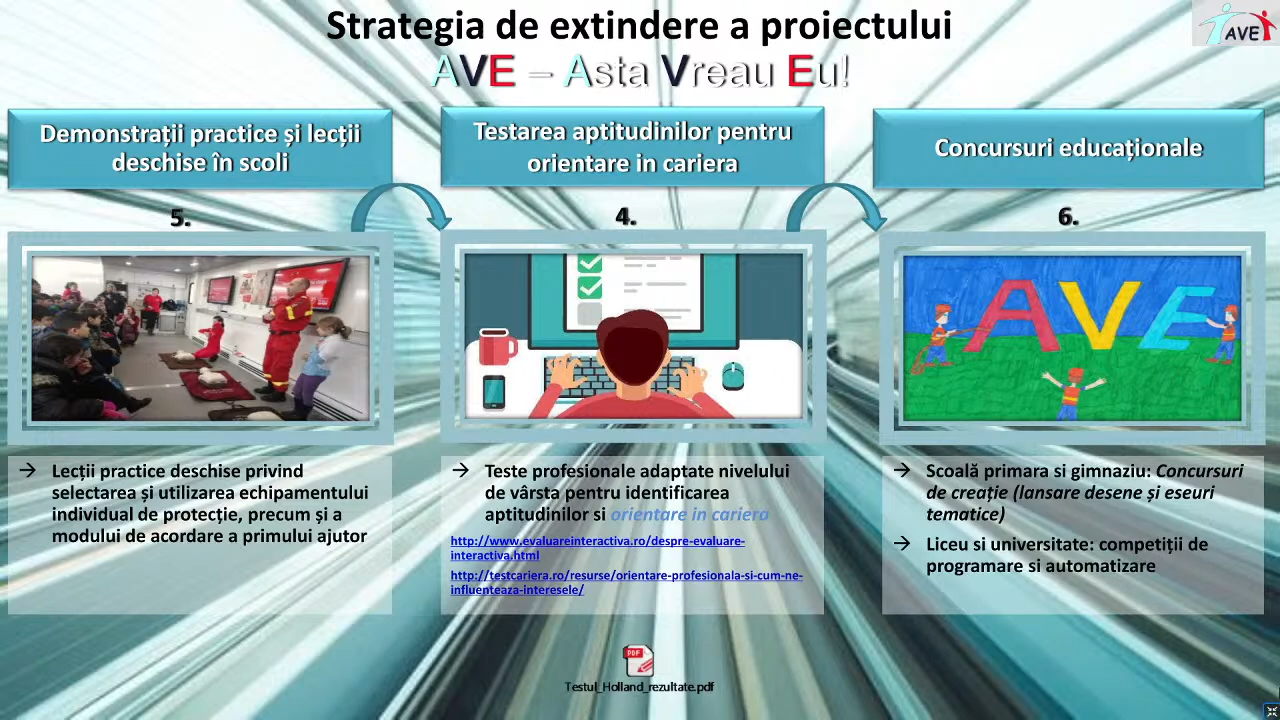 Strategia de extindere a proiectului
AVE – Asta Vreau Eu!
AVE
Demonstrații practice și lecții
deschise în scoli
Testarea aptitudinilor pentru
orientare in cariera
Concursuri educaționale
5.
4.
6.
AVE
→ Lecții practice deschise privind
selectarea și utilizarea echipamentului
individual de protecție, precum și a
modului de acordare a primului ajutor
→ Teste profesionale adaptate nivelului
de vârsta pentru identificarea
aptitudinilor si orientare in cariera
http://www.evaluareinteractiva.ro/despre-evaluare-
interactiva.html
http://testcariera.ro/resurse/orientare-profesionala-si-cum-ne-
influenteaza-interesele/
→ Scoală primara si gimnaziu: Concursuri
de creație (lansare desene și eseuri
tematice)
→ Liceu si universitate: competiții de
programare si automatizare
PDF
Testul_Holland_rezultate.pdf